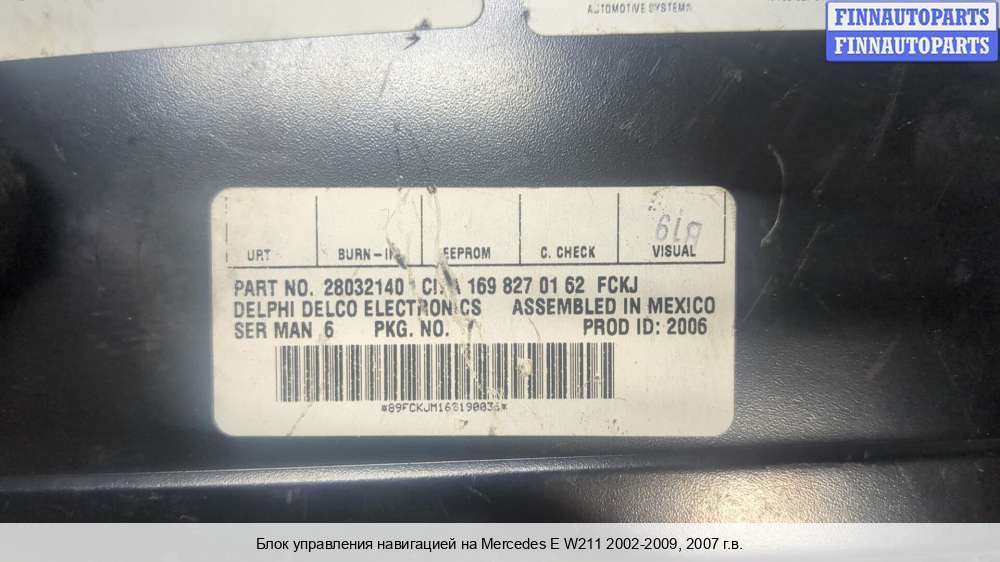 AUTOMOTIVE SYSTEMS
FINNAUTOPARTS
FINNAUTOPARTS
619
URT BURN-IN EEPROM C. CHECK VISUAL
PART NO. 28032140 A 169 827 01 62 FCKJ
DELPHI DELCO ELECTRONICS ASSEMBLED IN MEXICO
SER MAN 6 PKG. NO. PROD ID: 2006
Блок управления навигацией на Mercedes E W211 2002-2009, 2007 г.в.